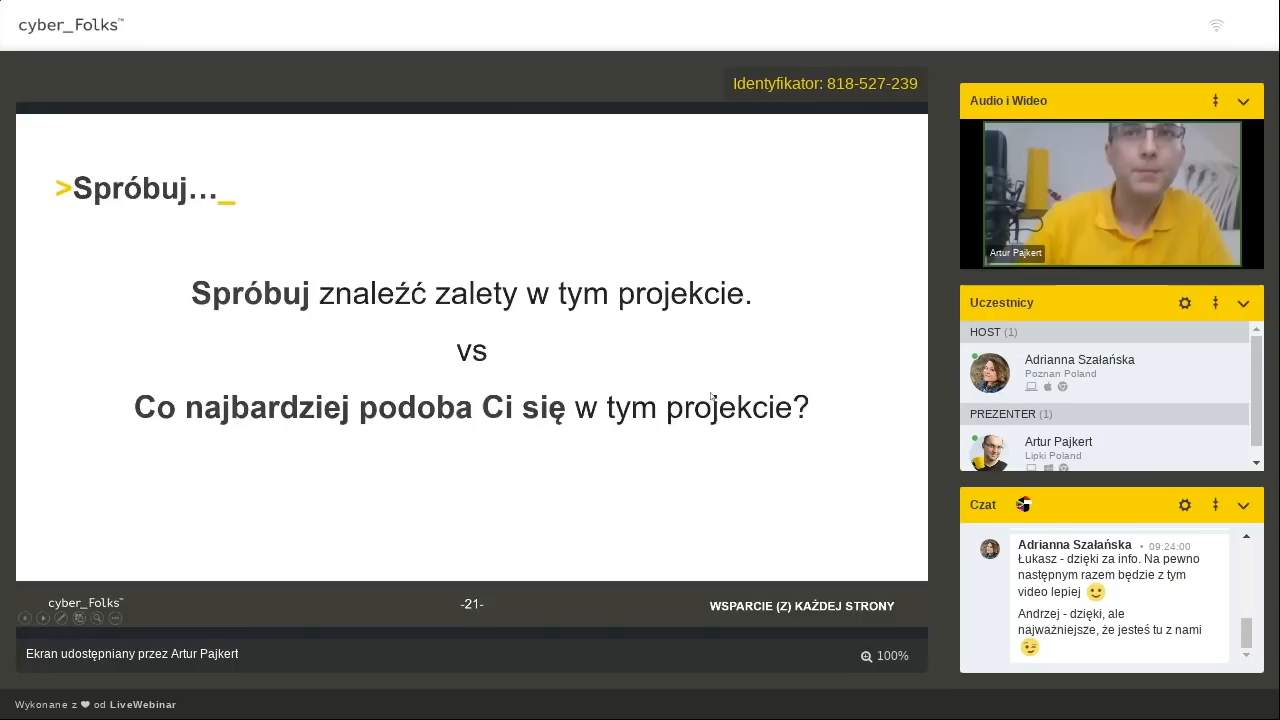 cyber_Folks™
Identyfikator: 818-527-239
>Spróbuj…_
Spróbuj znaleźć zalety w tym projekcie.
vs
Co najbardziej podoba Ci się w tym projekcie?
cyber_Folks™
-21-
WSPARCIE (Z) KAŻDEJ STRONY
Ekran udostępniany przez Artur Pajkert
100%
Audio i Wideo
Artur Pajkert
Uczestnicy
HOST (1)
Adrianna Szałańska
Poznan Poland
PREZENTER (1)
Artur Pajkert
Lipki Poland
Czat
Adrianna Szałańska • 09:24:00
Łukasz - dzięki za info. Na pewno
następnym razem będzie z tym
video lepiej 🙂
Andrzej - dzięki, ale
najważniejsze, że jesteś tu z nami
😉
Wykonane z ❤ od LiveWebinar